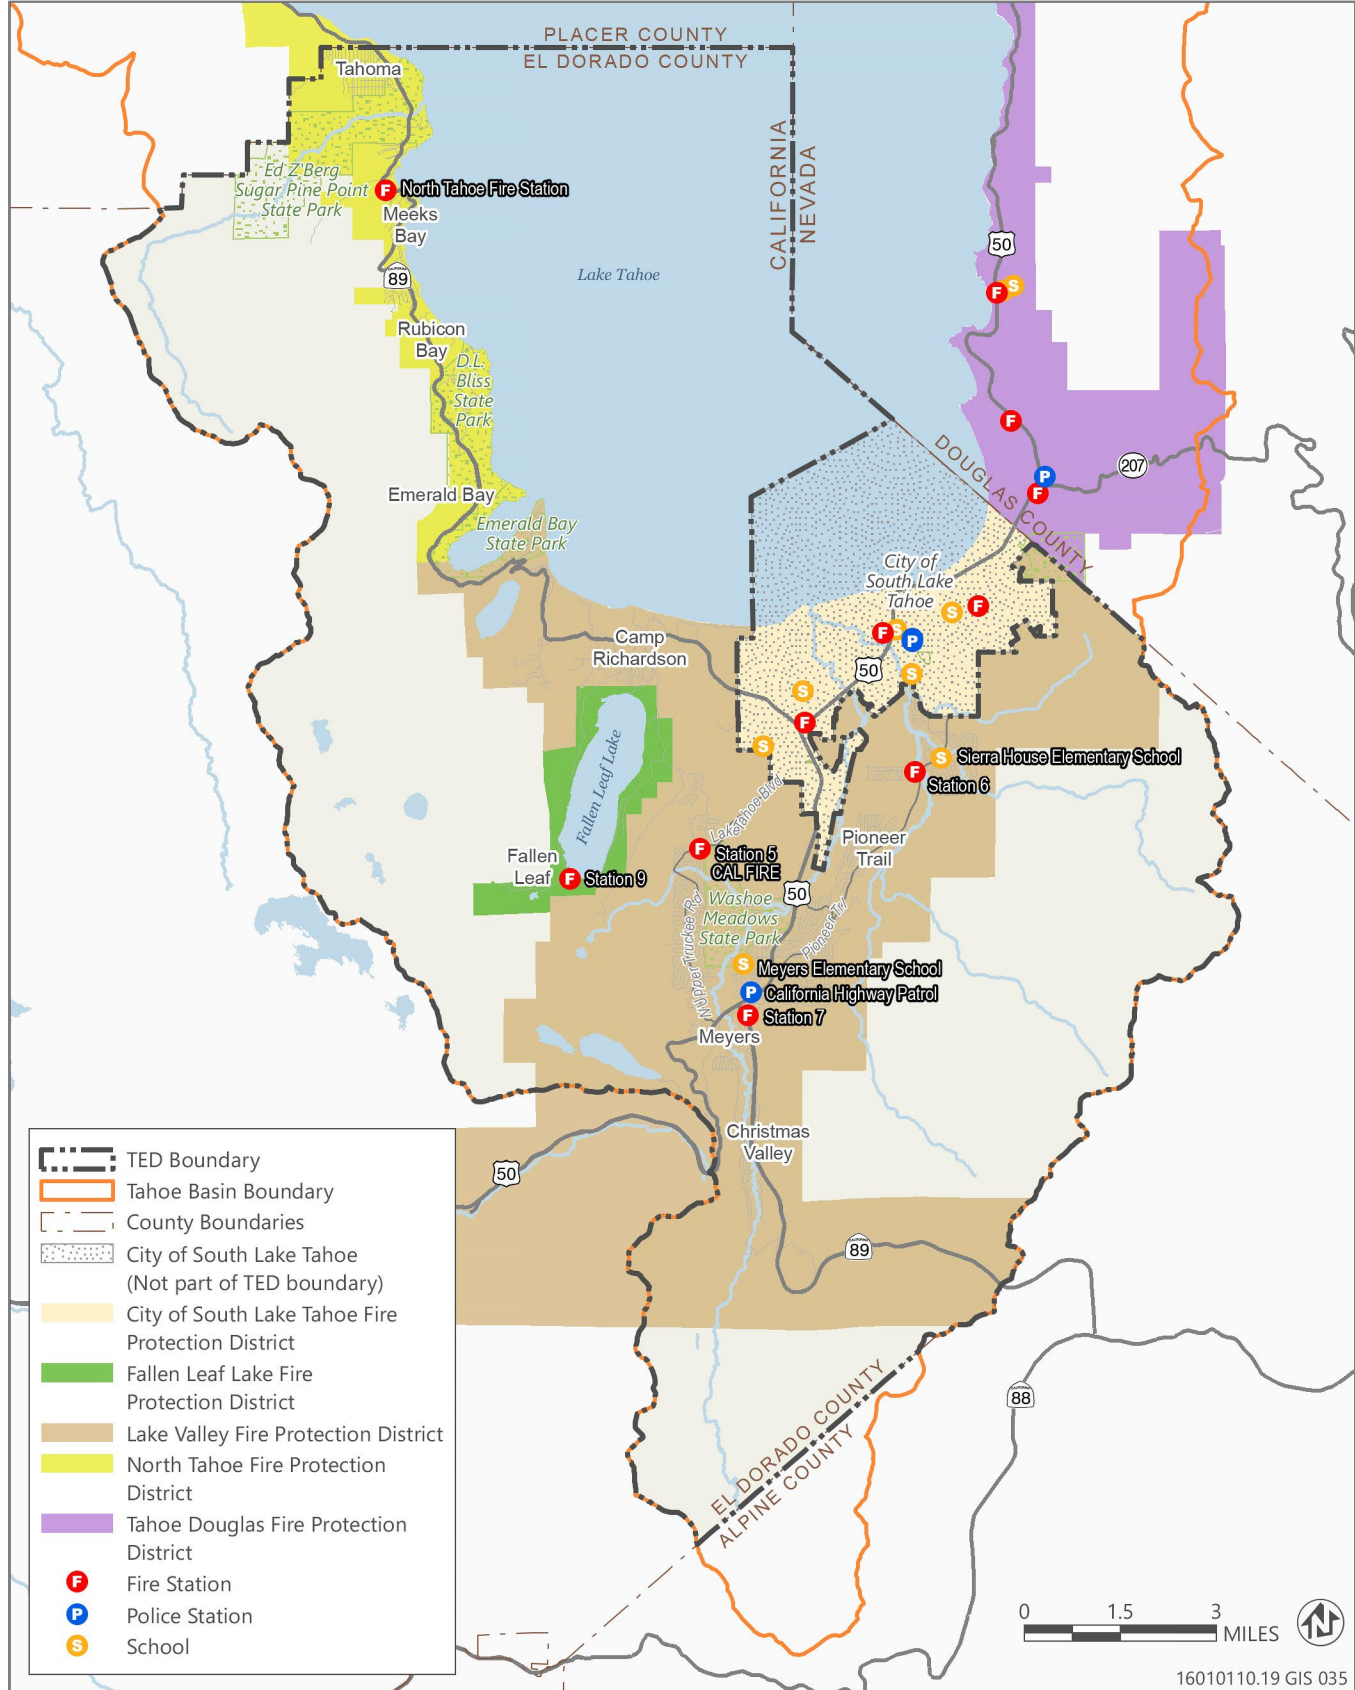 PLACER COUNTY
EL DORADO COUNTY
Tahoma
CALIFORNIA
NEVADA
Ed Z'Berg
Sugar Pine Point
State Park
F
North Tahoe Fire Station
Meeks
Bay
CALIFORNIA
89
Lake Tahoe
50
F
S
Rubicon
Bay
D.L.
Bliss
State
Park
F
DOUGLAS COUNTY
207
P
F
Emerald Bay
Emerald Bay
State Park
City of
South Lake
Tahoe
S
F
F
S
P
Camp
Richardson
50
S
S
F
S
Fallen Leaf Lake
S
Sierra House Elementary School
F
Station 6
Lake Tahoe Blvd
Pioneer
Trail
F
Station 5
CAL FIRE
Fallen
Leaf
F
Station 9
50
Washoe
Meadows
State Park
N Upper Truckee Rd
Pioneer Trl
S
Meyers Elementary School
P
California Highway Patrol
F
Station 7
Meyers
Christmas
Valley
50
CALIFORNIA
89
CALIFORNIA
88
EL DORADO COUNTY
ALPINE COUNTY
TED Boundary
Tahoe Basin Boundary
County Boundaries
City of South Lake Tahoe
(Not part of TED boundary)
City of South Lake Tahoe Fire
Protection District
Fallen Leaf Lake Fire
Protection District
Lake Valley Fire Protection District
North Tahoe Fire Protection
District
Tahoe Douglas Fire Protection
District
F
Fire Station
P
Police Station
S
School
0 1.5 3
MILES
N
16010110.19 GIS 035